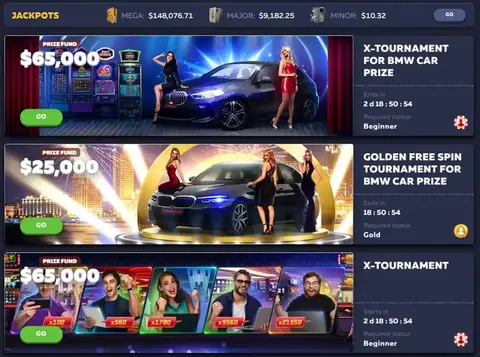 JACKPOTS MEGA: $148,076.71 MAJOR: $9,182.25 MINOR: $10.32 GO
PRIZE FUND
$65,000
GO
X-TOURNAMENT
FOR BMW CAR
PRIZE
Ends in
2 d 18 : 50 : 54
Required status
Beginner
PRIZE FUND
$25,000
GO
GOLDEN FREE SPIN
TOURNAMENT FOR
BMW CAR PRIZE
Ends in
18 : 50 : 54
Required status
Gold
PRIZE FUND
$65,000
x100 x560 x1780 x9560 x21550
GO
X-TOURNAMENT
Starts in
2 d 18 : 50 : 54
Required status
Beginner